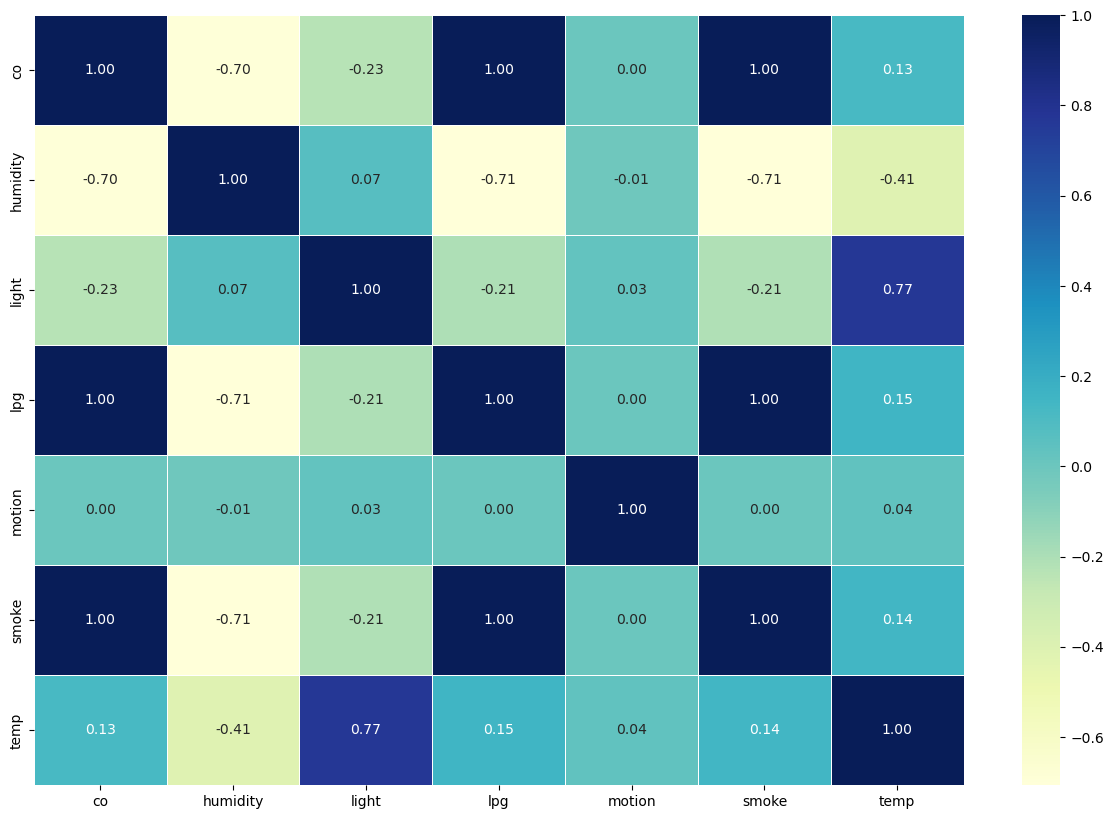 1.0
co 1.00 -0.70 -0.23 1.00 0.00 1.00 0.13
0.8
humidity -0.70 1.00 0.07 -0.71 -0.01 -0.71 -0.41
0.6
light -0.23 0.07 1.00 -0.21 0.03 -0.21 0.77
0.4
0.2
lpg 1.00 -0.71 -0.21 1.00 0.00 1.00 0.15
0.0
motion 0.00 -0.01 0.03 0.00 1.00 0.00 0.04
−0.2
smoke 1.00 -0.71 -0.21 1.00 0.00 1.00 0.14
−0.4
temp 0.13 -0.41 0.77 0.15 0.04 0.14 1.00
−0.6
co humidity light lpg motion smoke temp